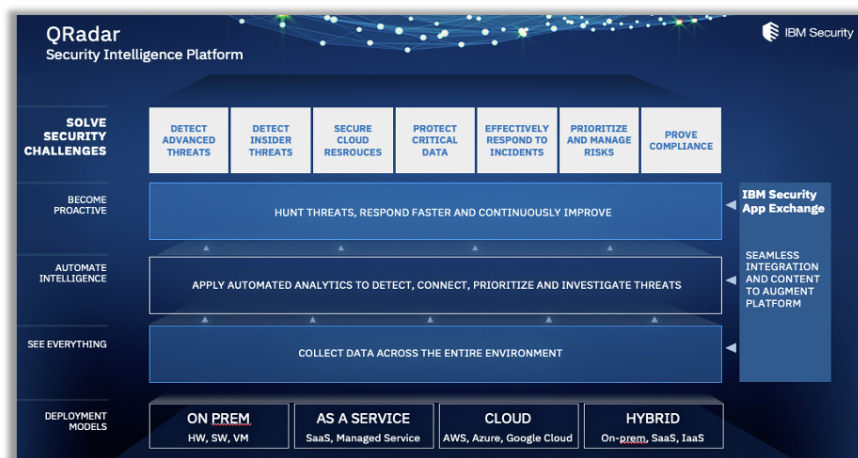 QRadar
Security Intelligence Platform
IBM Security
SOLVE
SECURITY
CHALLENGES
DETECT
ADVANCED
THREATS
DETECT
INSIDER
THREATS
SECURE
CLOUD
RESROUCES
PROTECT
CRITICAL
DATA
EFFECTIVELY
RESPOND TO
INCIDENTS
PRIORITIZE
AND MANAGE
RISKS
PROVE
COMPLIANCE
BECOME
PROACTIVE
HUNT THREATS, RESPOND FASTER AND CONTINUOUSLY IMPROVE
IBM Security
App Exchange
SEAMLESS
INTEGRATION
AND CONTENT
TO AUGMENT
PLATFORM
AUTOMATE
INTELLIGENCE
APPLY AUTOMATED ANALYTICS TO DETECT, CONNECT, PRIORITIZE AND INVESTIGATE THREATS
SEE EVERYTHING
COLLECT DATA ACROSS THE ENTIRE ENVIRONMENT
DEPLOYMENT
MODELS
ON PREM
HW, SW, VM
AS A SERVICE
SaaS, Managed Service
CLOUD
AWS, Azure, Google Cloud
HYBRID
On-prem, SaaS, IaaS